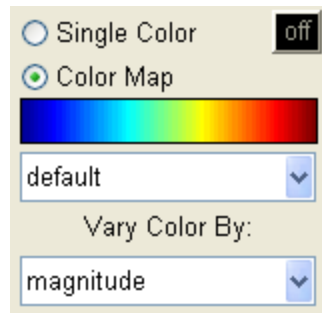 Single Color off
Color Map
default
Vary Color By:
magnitude